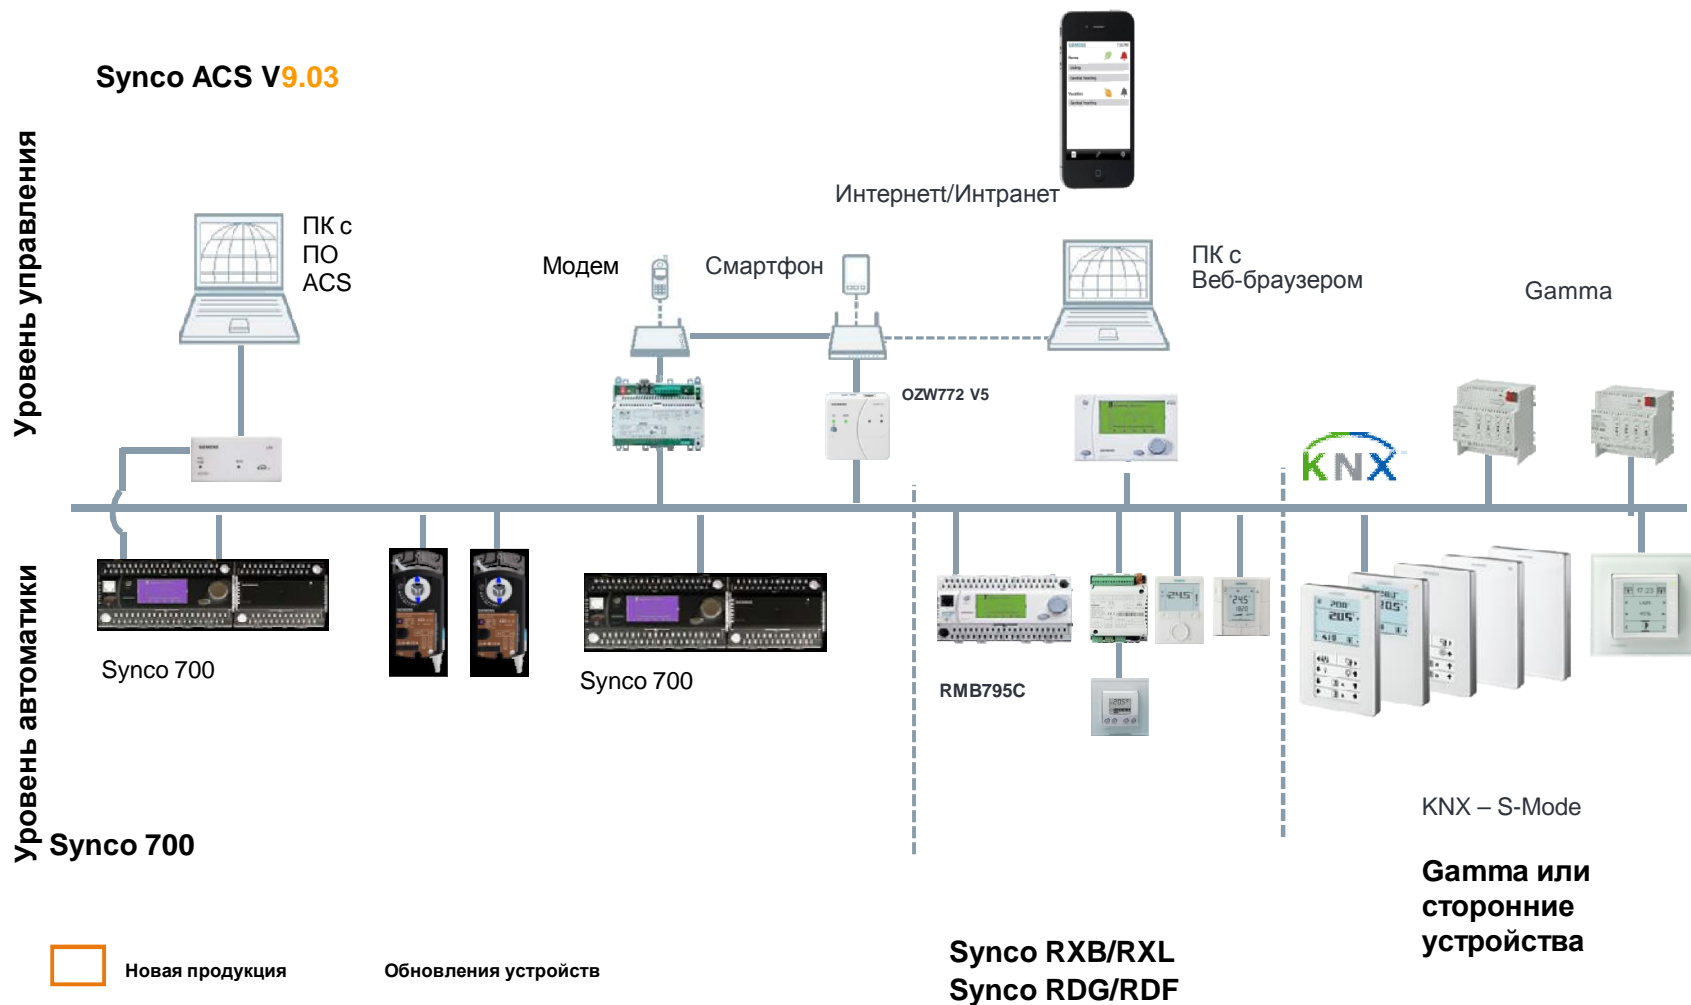 Synco ACS V9.03
Уровень управления
Интернетt/Интранет
ПК с
ПО
ACS
Модем
Смартфон
ПК с
Веб-браузером
Gamma
OZW772 V5
KNX
Уровень автоматики
Synco 700
Synco 700
RMB795C
KNX – S-Mode
Synco 700
Gamma или
сторонние
устройства
Новая продукция
Обновления устройств
Synco RXB/RXL
Synco RDG/RDF